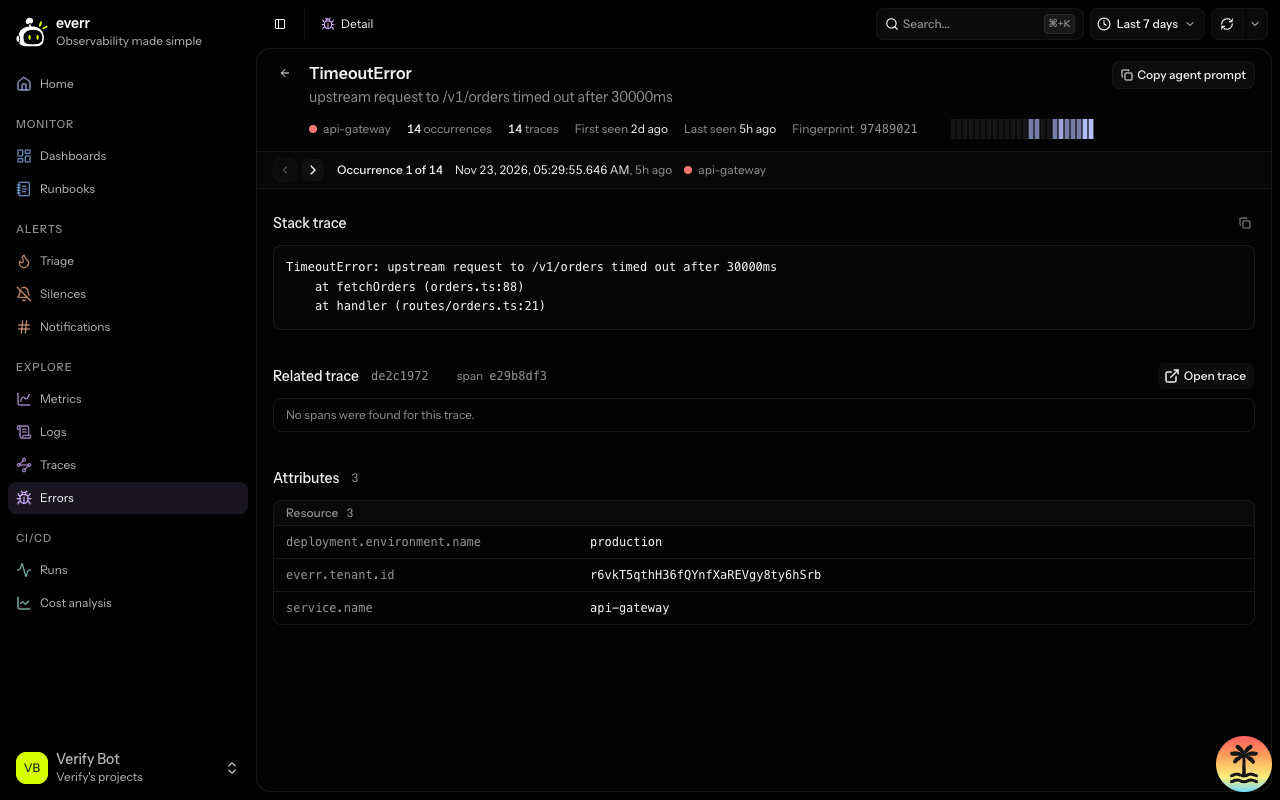 everr
Observability made simple
Detail
Search...
⌘+K
Last 7 days
Home
MONITOR
Dashboards
Runbooks
ALERTS
Triage
Silences
Notifications
EXPLORE
Metrics
Logs
Traces
Errors
CI/CD
Runs
Cost analysis
VB
Verify Bot
Verify's projects
TimeoutError
Copy agent prompt
upstream request to /v1/orders timed out after 30000ms
api-gateway 14 occurrences 14 traces First seen 2d ago Last seen 5h ago Fingerprint 97489021
Occurrence 1 of 14 Nov 23, 2026, 05:29:55.646 AM, 5h ago api-gateway
Stack trace
TimeoutError: upstream request to /v1/orders timed out after 30000ms
at fetchOrders (orders.ts:88)
at handler (routes/orders.ts:21)
Related trace de2c1972 span e29b8df3 Open trace
No spans were found for this trace.
Attributes 3
Resource 3
deployment.environment.name production
everr.tenant.id r6vkT5qthH36fQYnfXaREVgy8ty6hSrb
service.name api-gateway